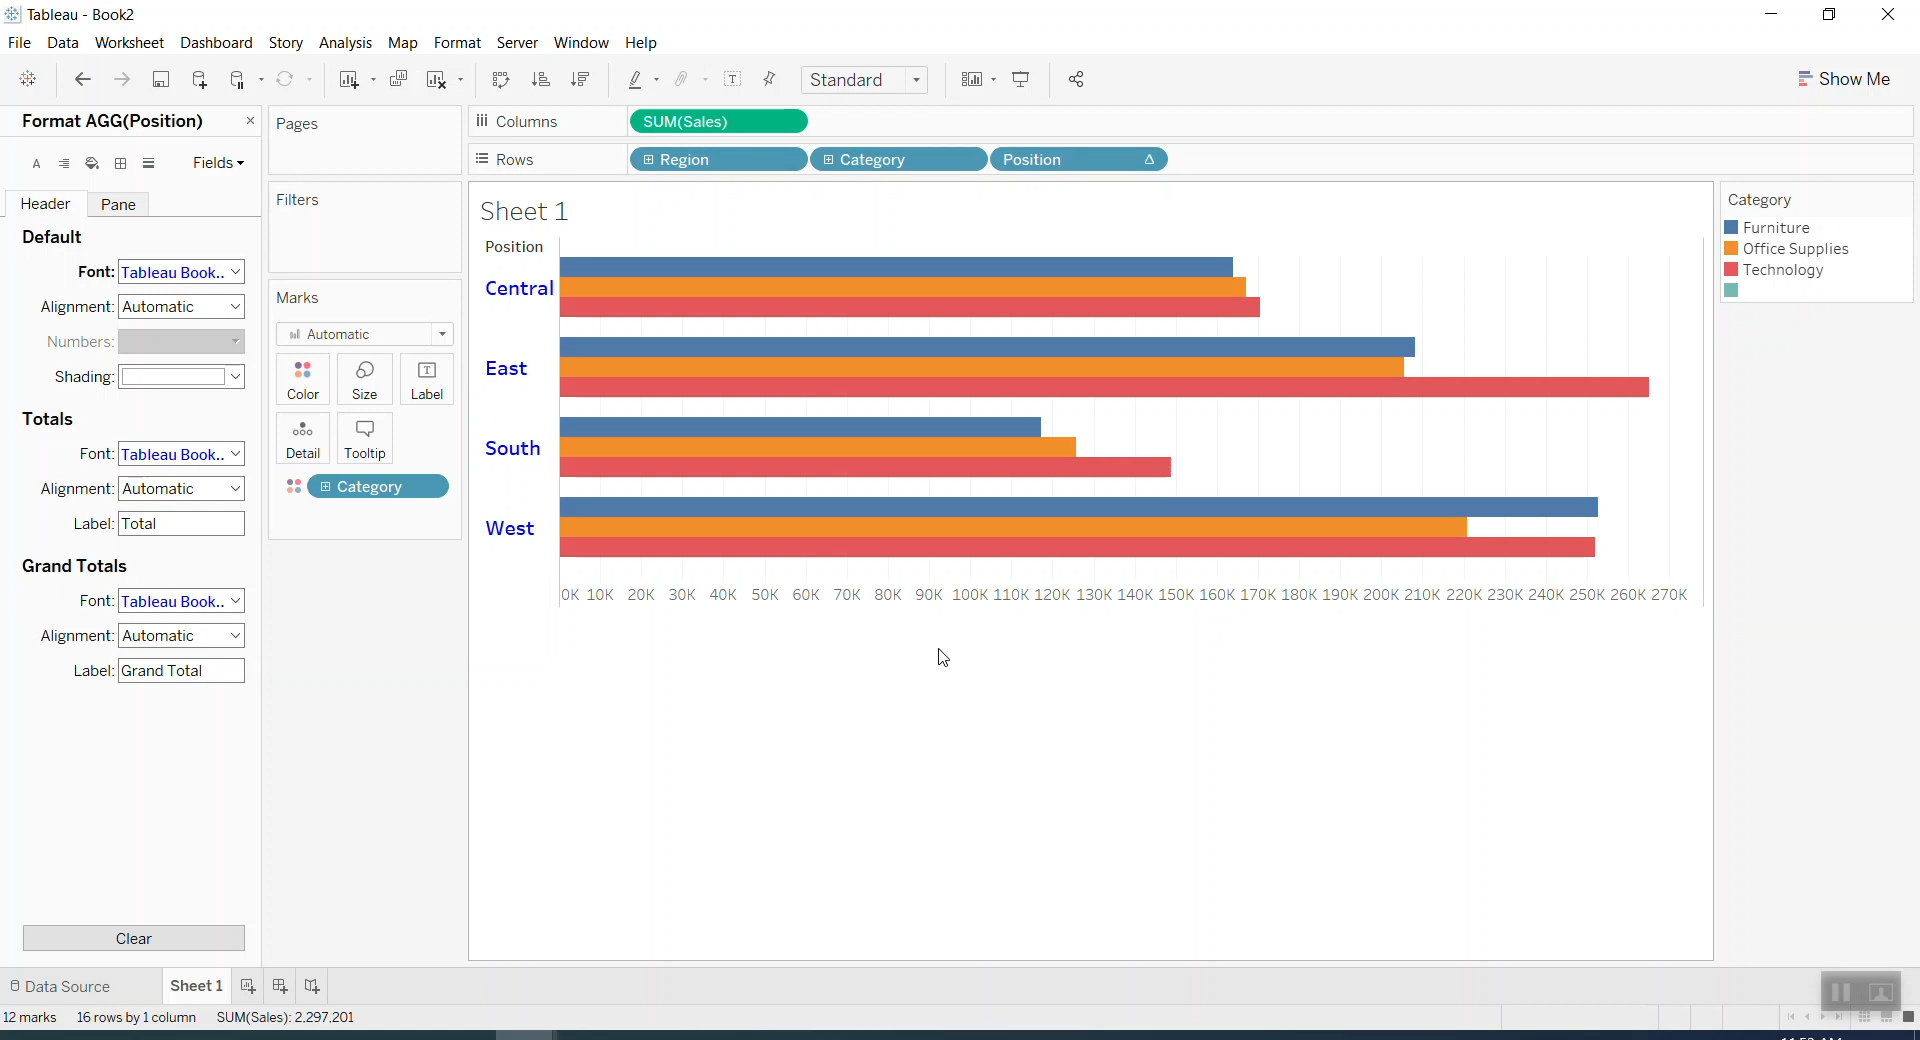 Tableau - Book2
File Data Worksheet Dashboard Story Analysis Map Format Server Window Help
Standard
Show Me
Format AGG(Position)
Fields
Header Pane
Default
Font: Tableau Book..
Alignment: Automatic
Numbers:
Shading:
Totals
Font: Tableau Book..
Alignment: Automatic
Label: Total
Grand Totals
Font: Tableau Book..
Alignment: Automatic
Label: Grand Total
Clear
Pages
Filters
Marks
Automatic
Color Size Label
Detail Tooltip
Category
Columns SUM(Sales)
Rows Region Category Position
Sheet 1
Position
Central
East
South
West
0K 10K 20K 30K 40K 50K 60K 70K 80K 90K 100K 110K 120K 130K 140K 150K 160K 170K 180K 190K 200K 210K 220K 230K 240K 250K 260K 270K
Category
Furniture
Office Supplies
Technology
Data Source Sheet 1
12 marks 16 rows by 1 column SUM(Sales): 2,297,201